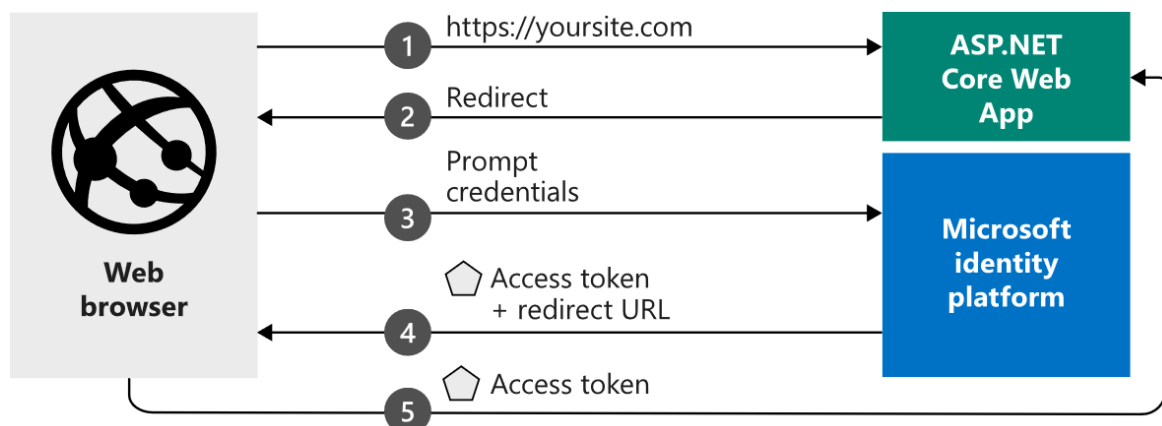 Web
browser
1
https://yoursite.com
2
Redirect
3
Prompt
credentials
4
Access token
+ redirect URL
5
Access token
ASP.NET
Core Web
App
Microsoft
identity
platform